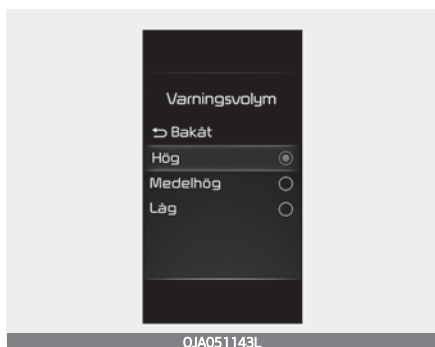 Varningsvolym
Bakåt
Hög
Medelhög
Låg
OJA051143L